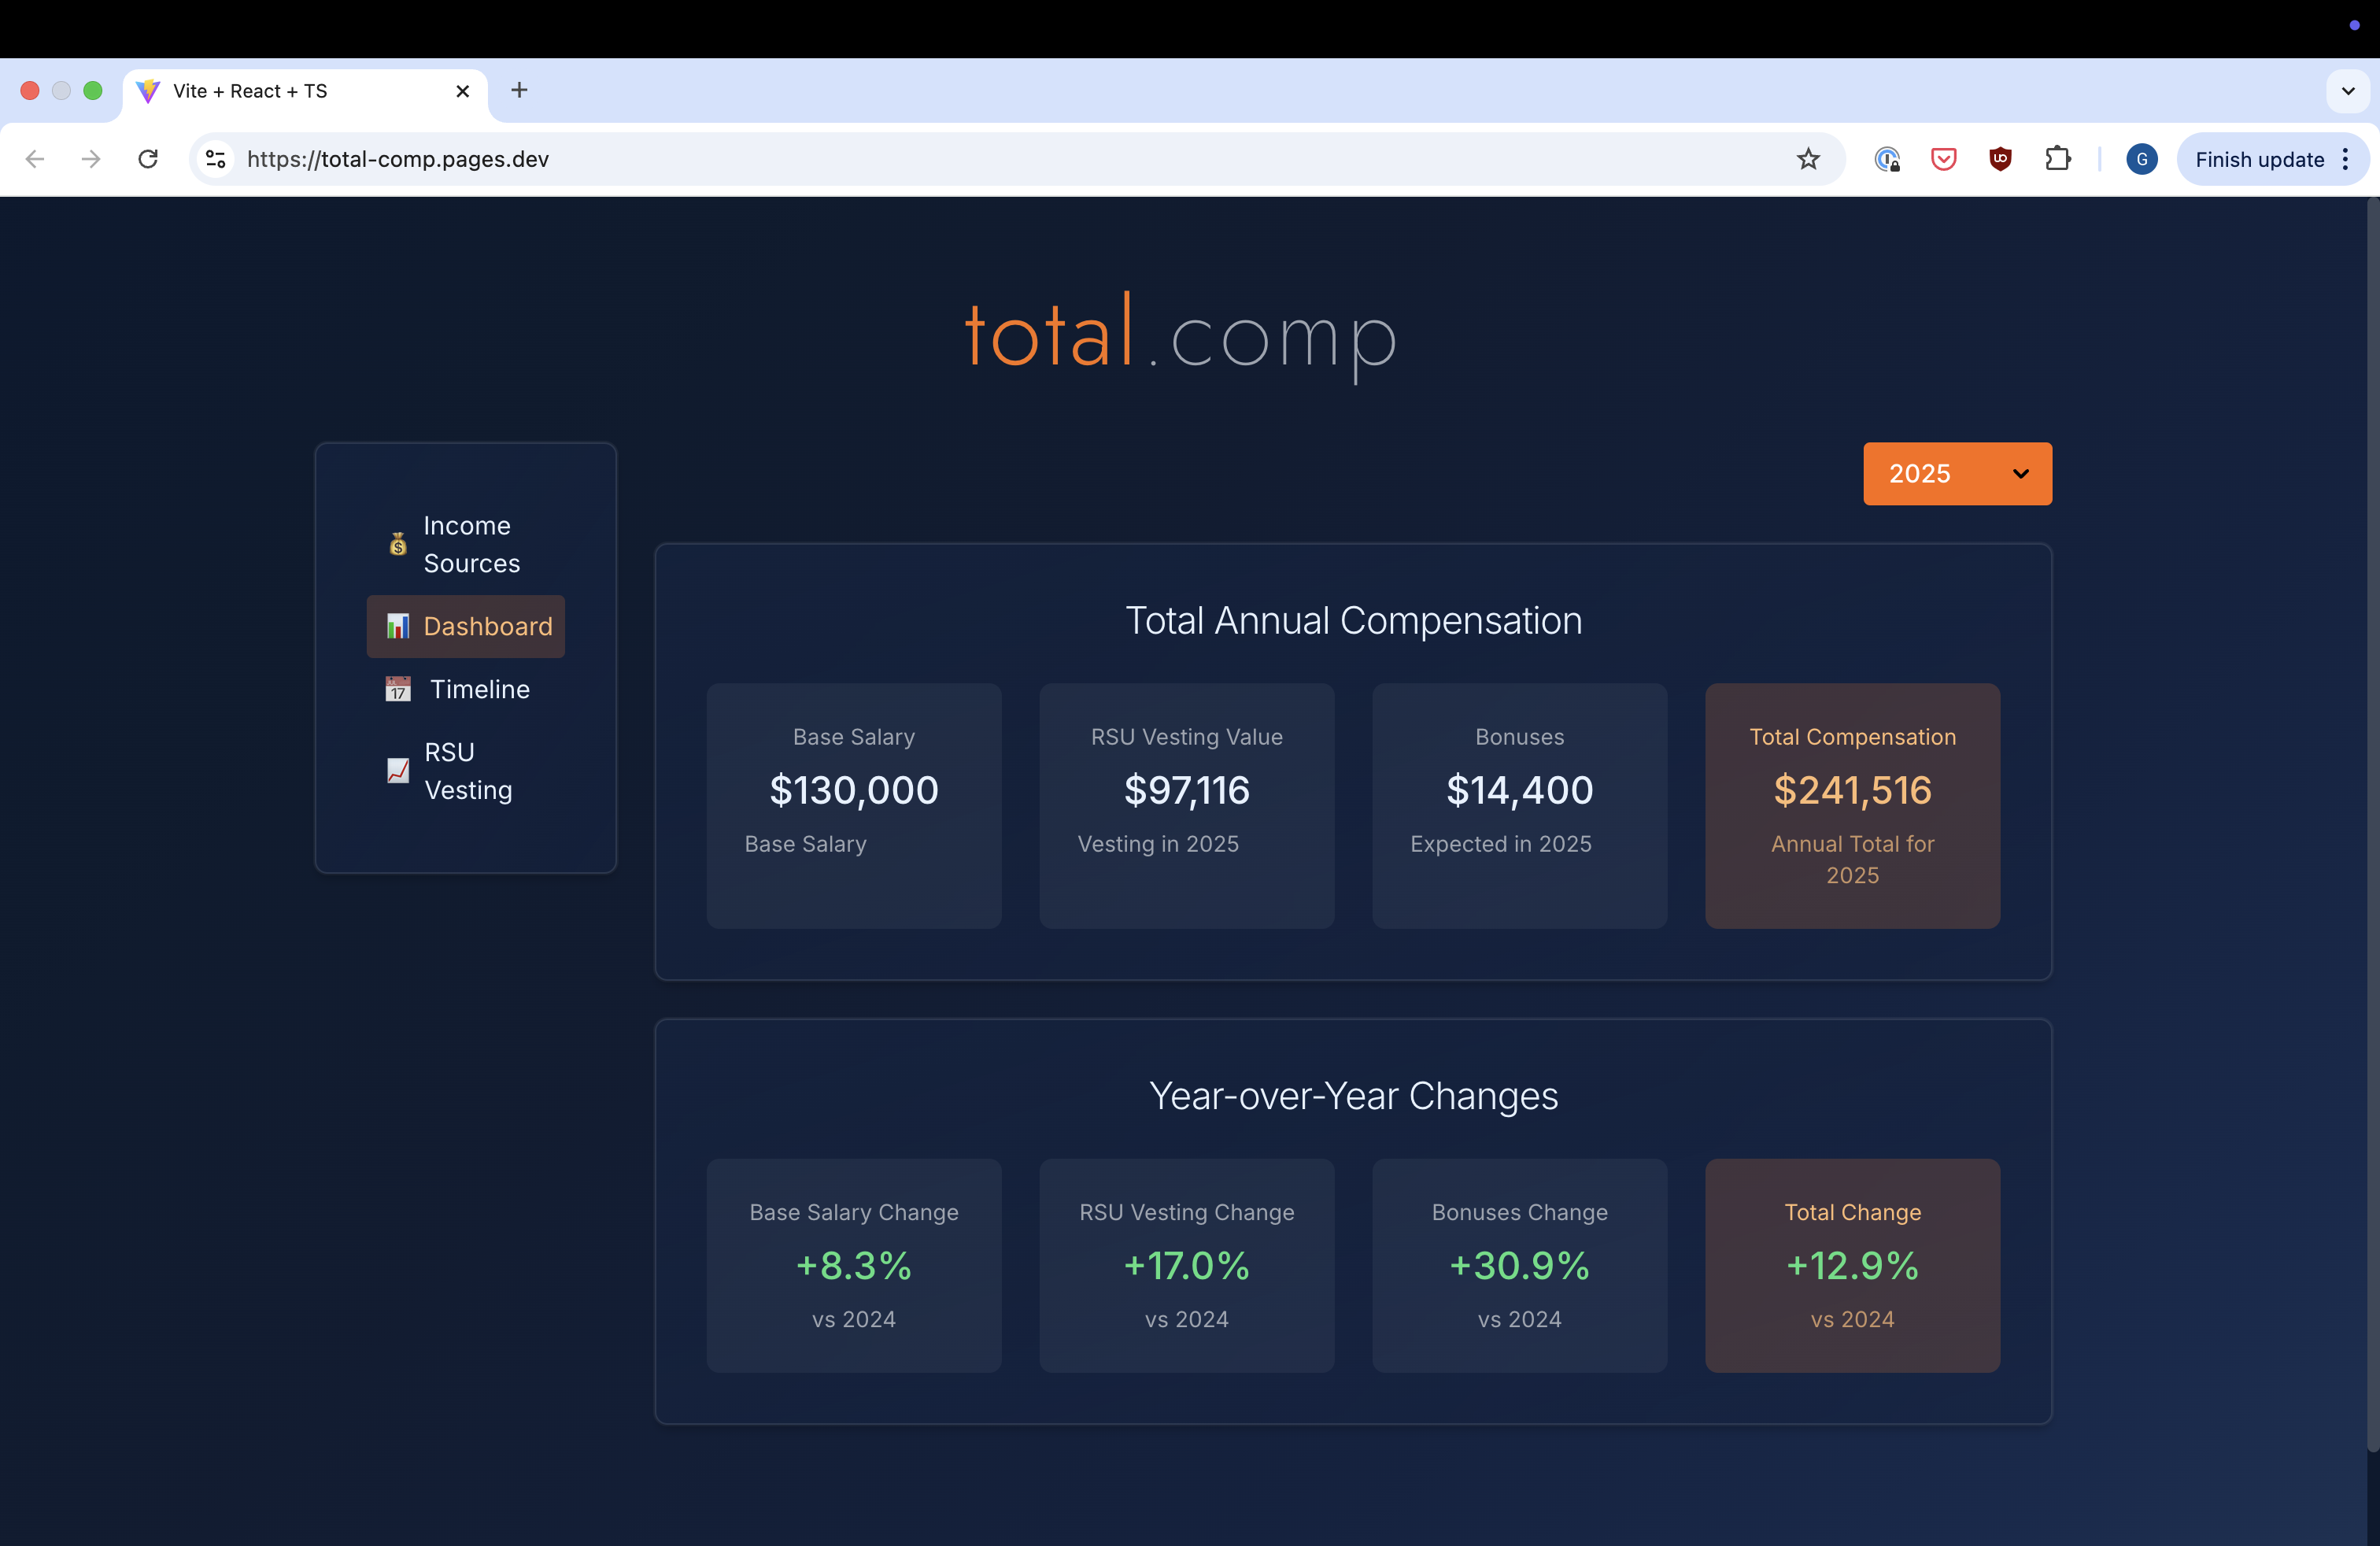 Vite + React + TS
https://total-comp.pages.dev
G
Finish update
total.comp
2025
Income
Sources
Dashboard
17
Timeline
RSU
Vesting
Total Annual Compensation
Base Salary
$130,000
Base Salary
RSU Vesting Value
$97,116
Vesting in 2025
Bonuses
$14,400
Expected in 2025
Total Compensation
$241,516
Annual Total for
2025
Year-over-Year Changes
Base Salary Change
+8.3%
vs 2024
RSU Vesting Change
+17.0%
vs 2024
Bonuses Change
+30.9%
vs 2024
Total Change
+12.9%
vs 2024